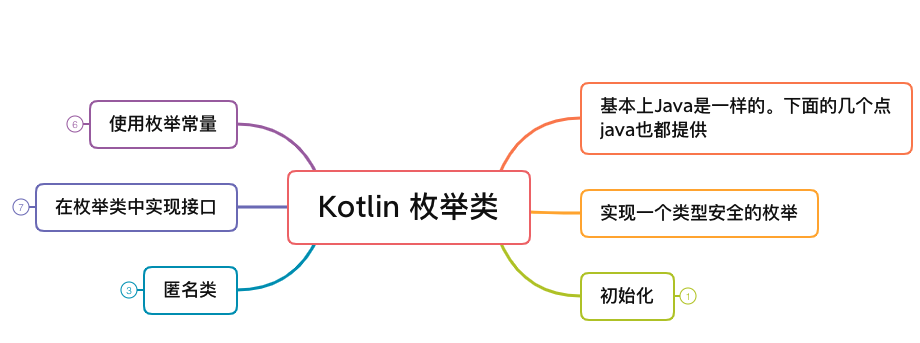 基本上Java是一样的。下面的几个点
java也都提供
6
使用枚举常量
7
在枚举类中实现接口
Kotlin 枚举类
实现一个类型安全的枚举
3
匿名类
初始化
1